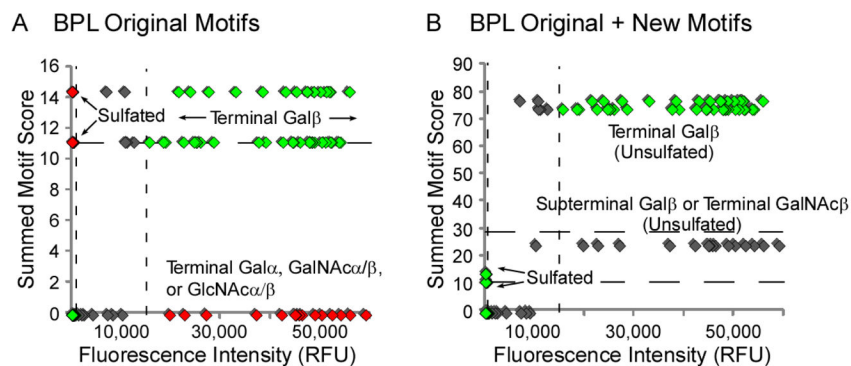 A BPL Original Motifs
Summed Motif Score
16
14
12
10
8
6
4
2
0
Sulfated
Terminal Galβ
Terminal Galα, GalNAcα/β,
or GlcNAcα/β
10,000 30,000 50,000
Fluorescence Intensity (RFU)
B BPL Original + New Motifs
Summed Motif Score
90
80
70
60
50
40
30
20
10
0
Terminal Galβ
(Unsulfated)
Subterminal Galβ or Terminal GalNAcβ
(Unsulfated)
Sulfated
10,000 30,000 50,000
Fluorescence Intensity (RFU)